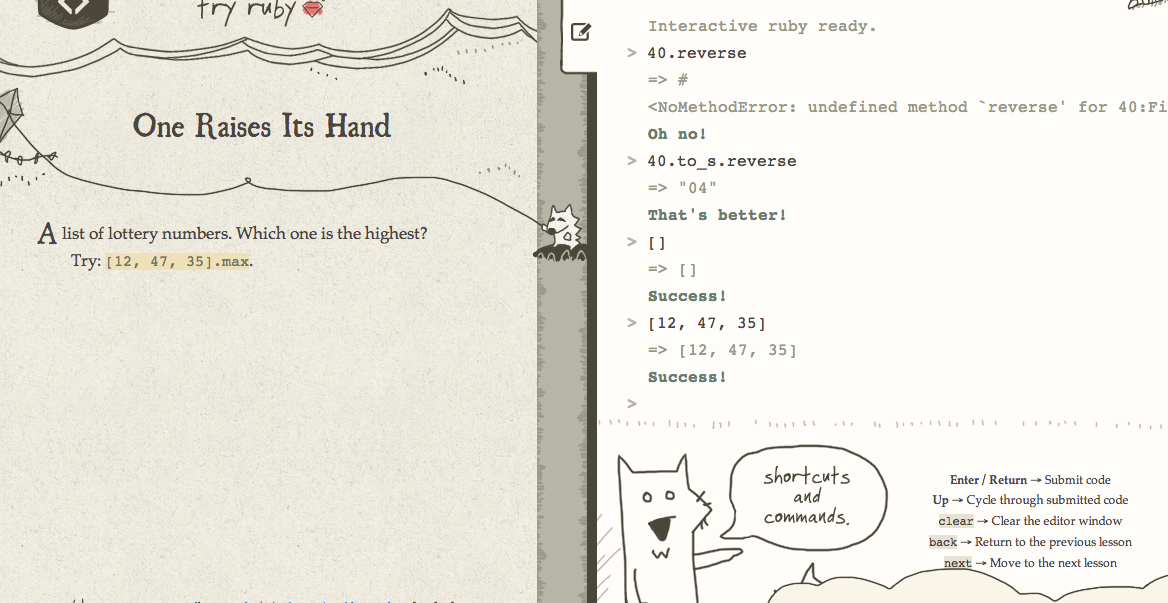 try ruby
One Raises Its Hand
A list of lottery numbers. Which one is the highest?
Try: [12, 47, 35].max.
Interactive ruby ready.
> 40.reverse
=> #
<NoMethodError: undefined method `reverse' for 40:Fi
Oh no!
> 40.to_s.reverse
=> "04"
That's better!
> []
=> []
Success!
> [12, 47, 35]
=> [12, 47, 35]
Success!
>
shortcuts
and
commands.
Enter / Return → Submit code
Up → Cycle through submitted code
clear → Clear the editor window
back → Return to the previous lesson
next → Move to the next lesson